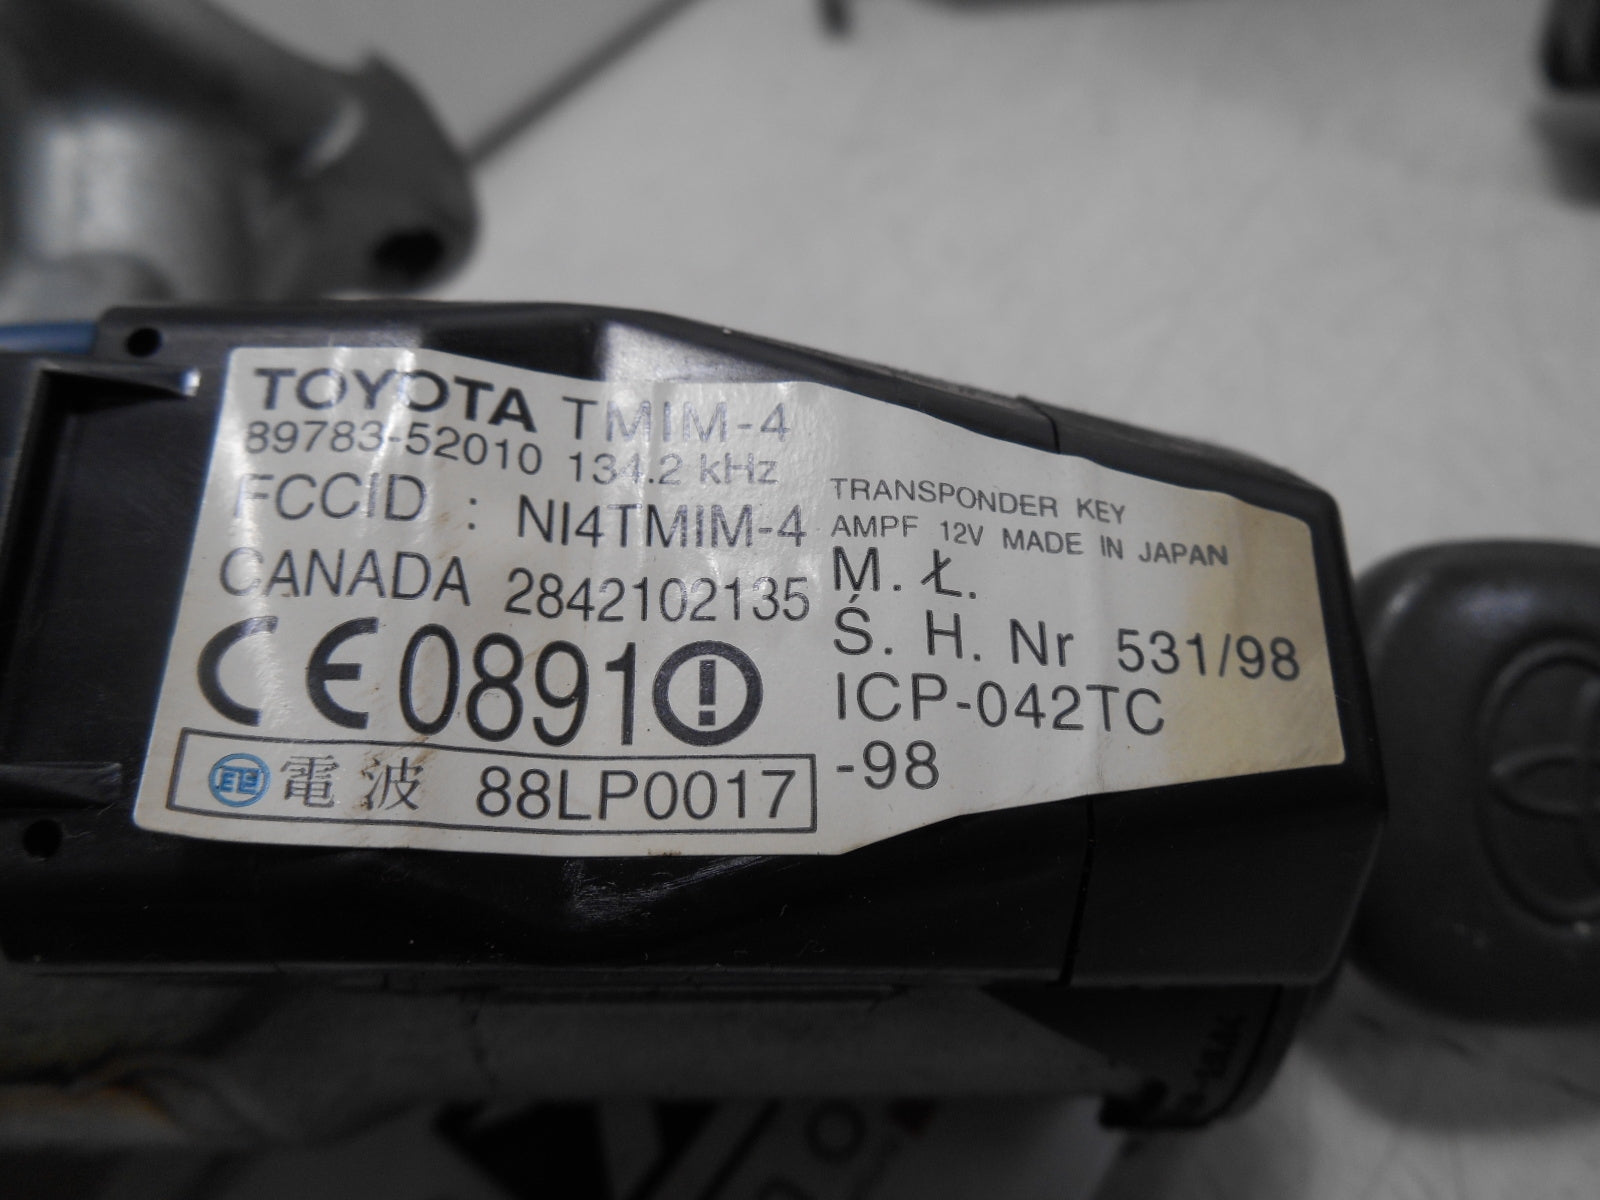 TOYOTA TMIM-4
89783-52010 134.2 kHz
FCCID : NI4TMIM-4
CANADA 2842102135
CE0891
電波 88LP0017
TRANSPONDER KEY
AMPF 12V MADE IN JAPAN
M. Ł.
Ś. H. Nr 531/98
ICP-042TC
-98